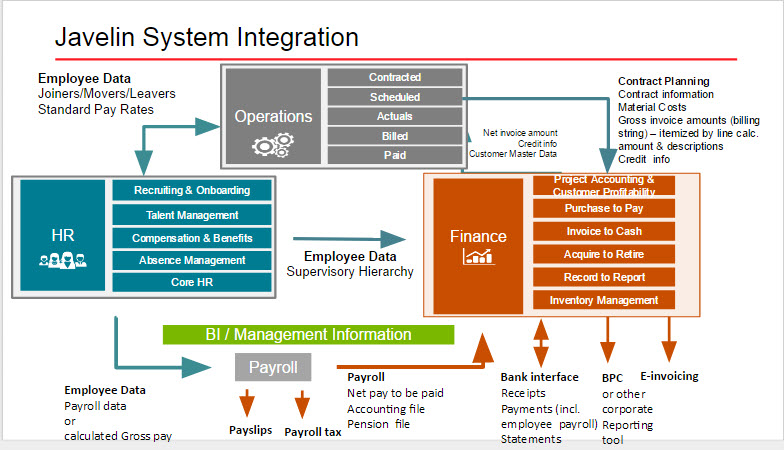 Javelin System Integration
Employee Data
Joiners/Movers/Leavers
Standard Pay Rates
Operations
Contracted
Scheduled
Actuals
Billed
Paid
Contract Planning
Contract information
Material Costs
Gross invoice amounts (billing
string) – itemized by line calc.
amount & descriptions
Credit info
Net invoice amount
Credit info
Customer Master Data
HR
Recruiting & Onboarding
Talent Management
Compensation & Benefits
Absence Management
Core HR
Employee Data
Supervisory Hierarchy
Finance
Project Accounting &
Customer Profitability
Purchase to Pay
Invoice to Cash
Acquire to Retire
Record to Report
Inventory Management
BI / Management Information
Payroll
Employee Data
Payroll data
or
calculated Gross pay
Payslips
Payroll tax
Payroll
Net pay to be paid
Accounting file
Pension file
Bank interface
Receipts
Payments (incl.
employee payroll)
Statements
BPC
or other
corporate
Reporting
tool
E-invoicing